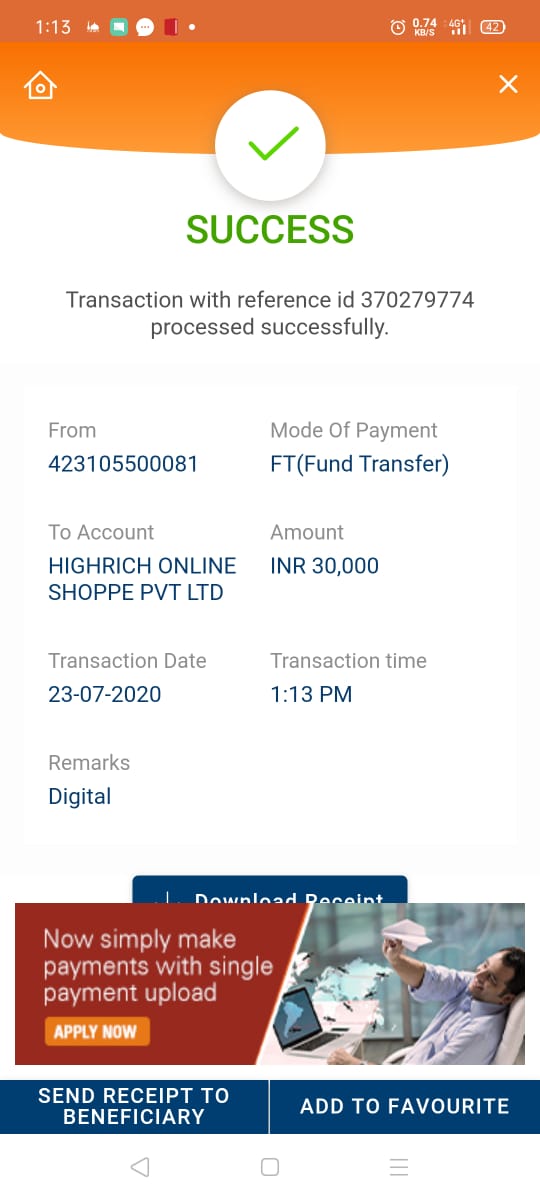 1:13
0.74
KB/S
4G+
42
SUCCESS
Transaction with reference id 370279774
processed successfully.
From
Mode Of Payment
423105500081
FT(Fund Transfer)
To Account
Amount
HIGHRICH ONLINE
SHOPPE PVT LTD
INR 30,000
Transaction Date
Transaction time
23-07-2020
1:13 PM
Remarks
Digital
Download Receipt
Now simply make
payments with single
payment upload
APPLY NOW
SEND RECEIPT TO
BENEFICIARY
ADD TO FAVOURITE